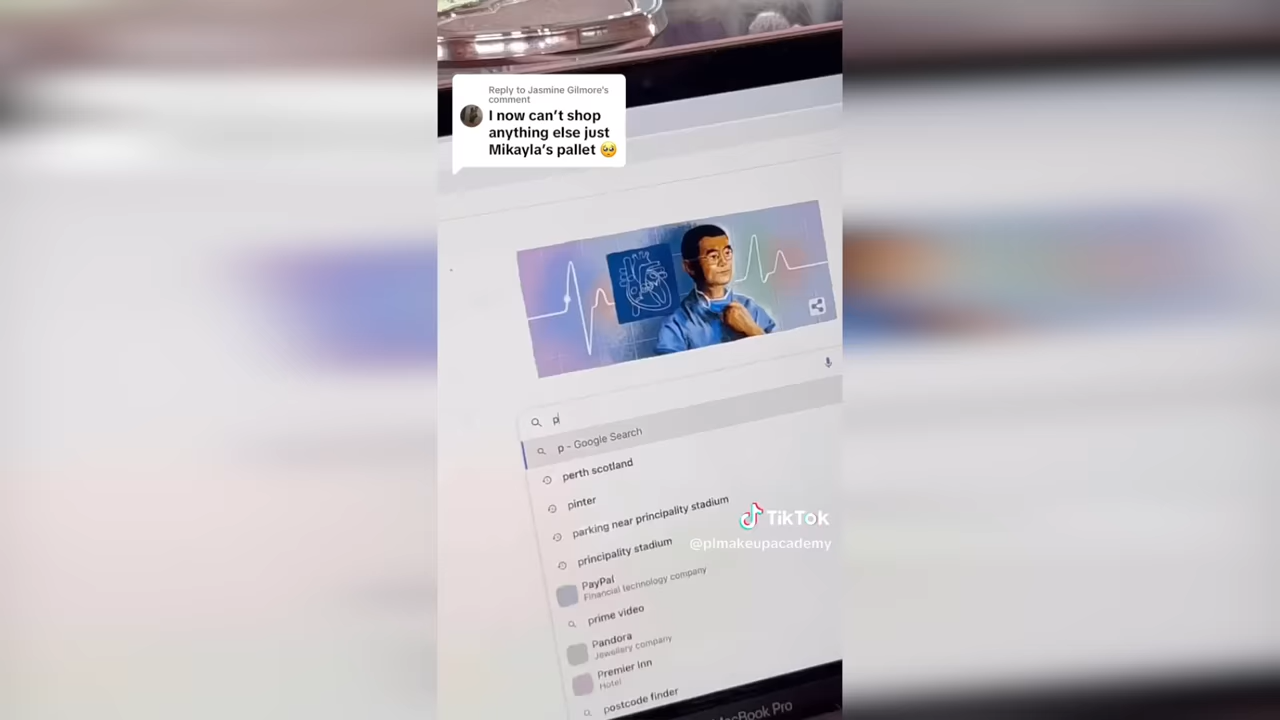 Reply to Jasmine Gilmore's
comment
I now can't shop
anything else just
Mikayla's pallet 🥹
p
p - Google Search
perth scotland
pinter
parking near principality stadium
principality stadium
PayPal
Financial technology company
prime video
Pandora
Jewellery company
Premier Inn
Hotel
postcode finder
MacBook Pro
TikTok
@plmakeupacademy